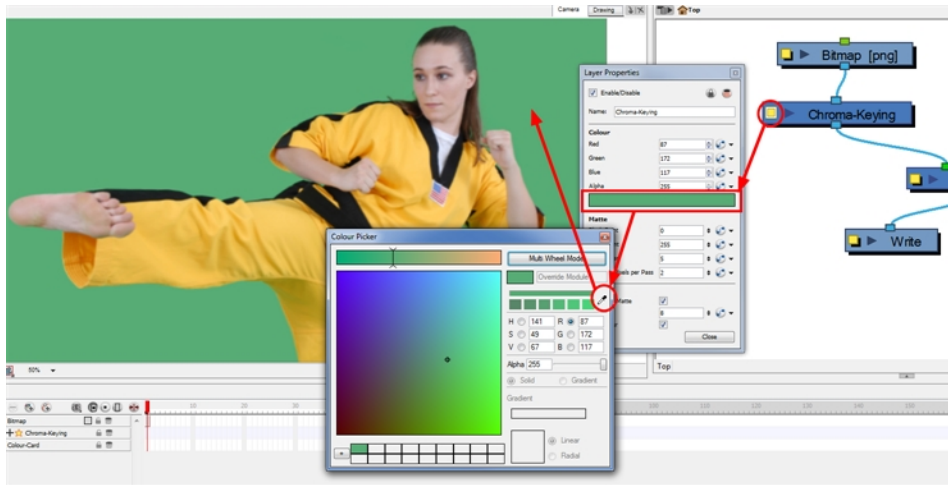 Camera Drawing
Top
Bitmap [png]
Layer Properties
Enable/Disable
Name: Chroma-Keying
Chroma-Keying
Colour
Red 87
Green 172
Blue 117
Alpha 255
Matte
0
255
5
els per Pass 2
Matte
8
Close
Write
Colour Picker
Multi Wheel Mode
Override Module
H 141 R 87
S 49 G 172
V 67 B 117
Alpha 255
Solid Gradient
Gradient
Linear
Radial
50%
Top
10 20 30 100 110 120 130 140 150
Bitmap
Chroma-Keying
Colour-Card